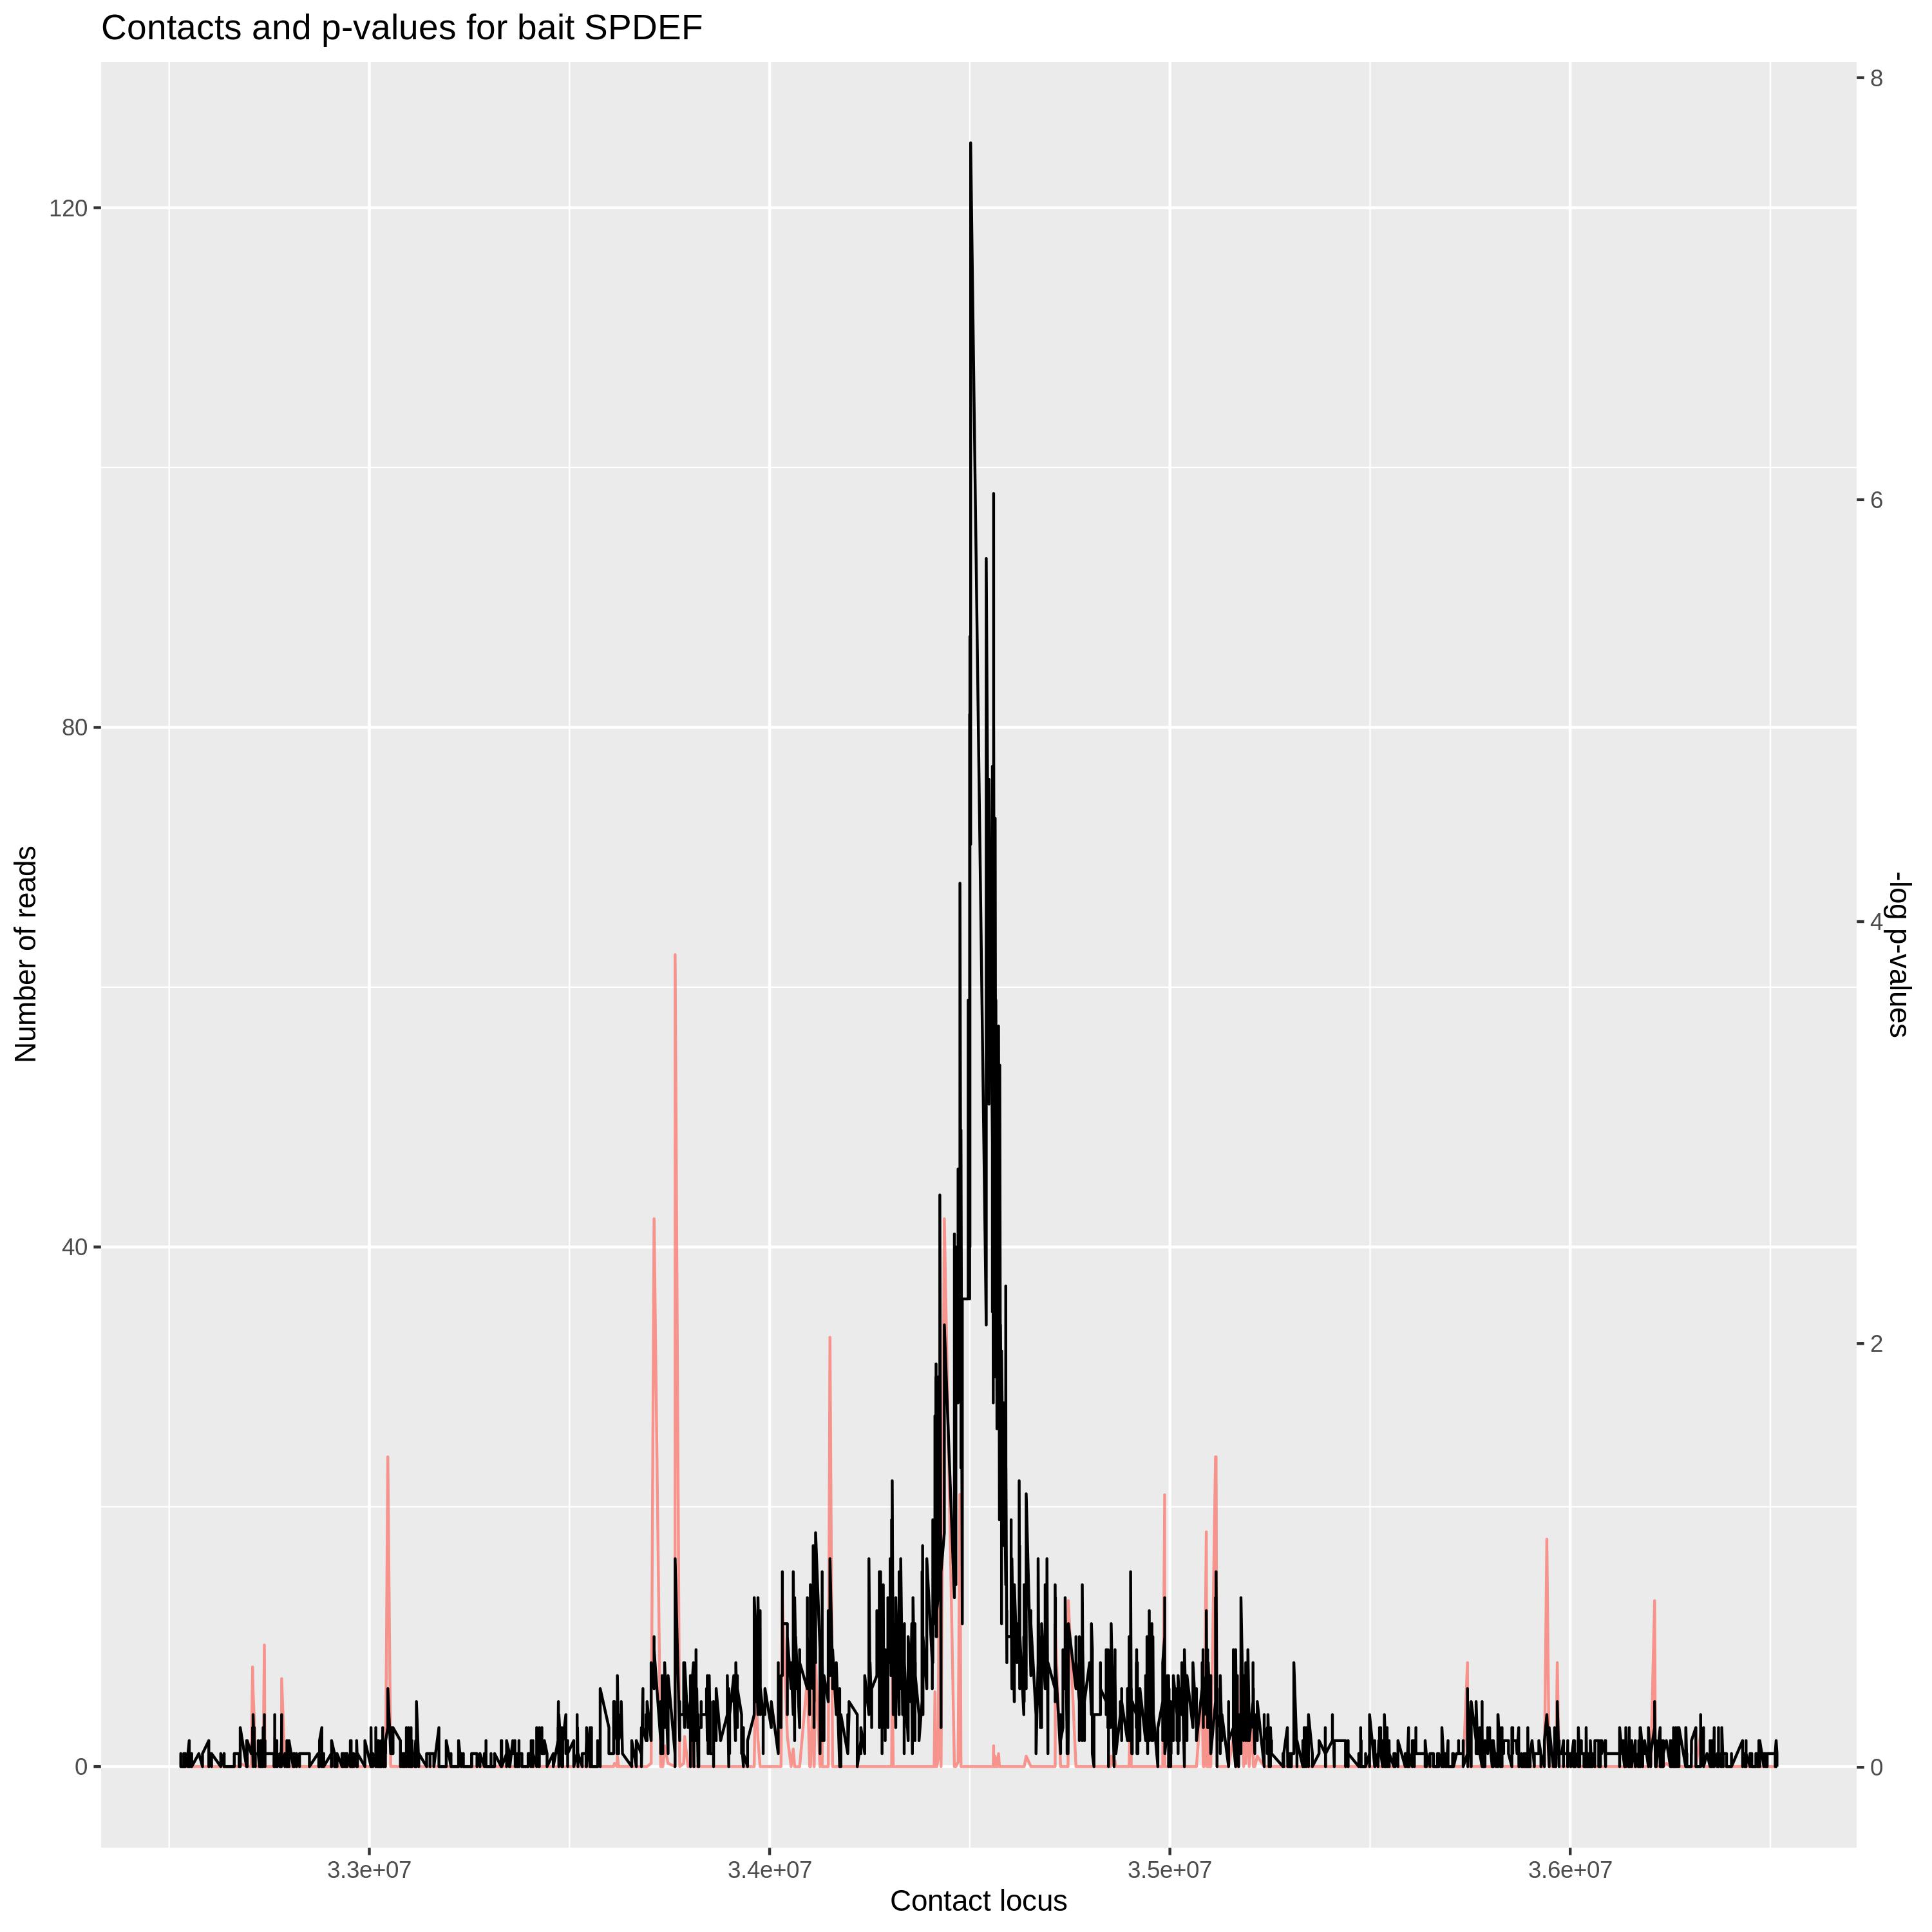 Contacts and p-values for bait SPDEF
120
80
40
0
Number of reads
8
6
4
2
0
-log p-values
3.3e+07
3.4e+07
3.5e+07
3.6e+07
Contact locus